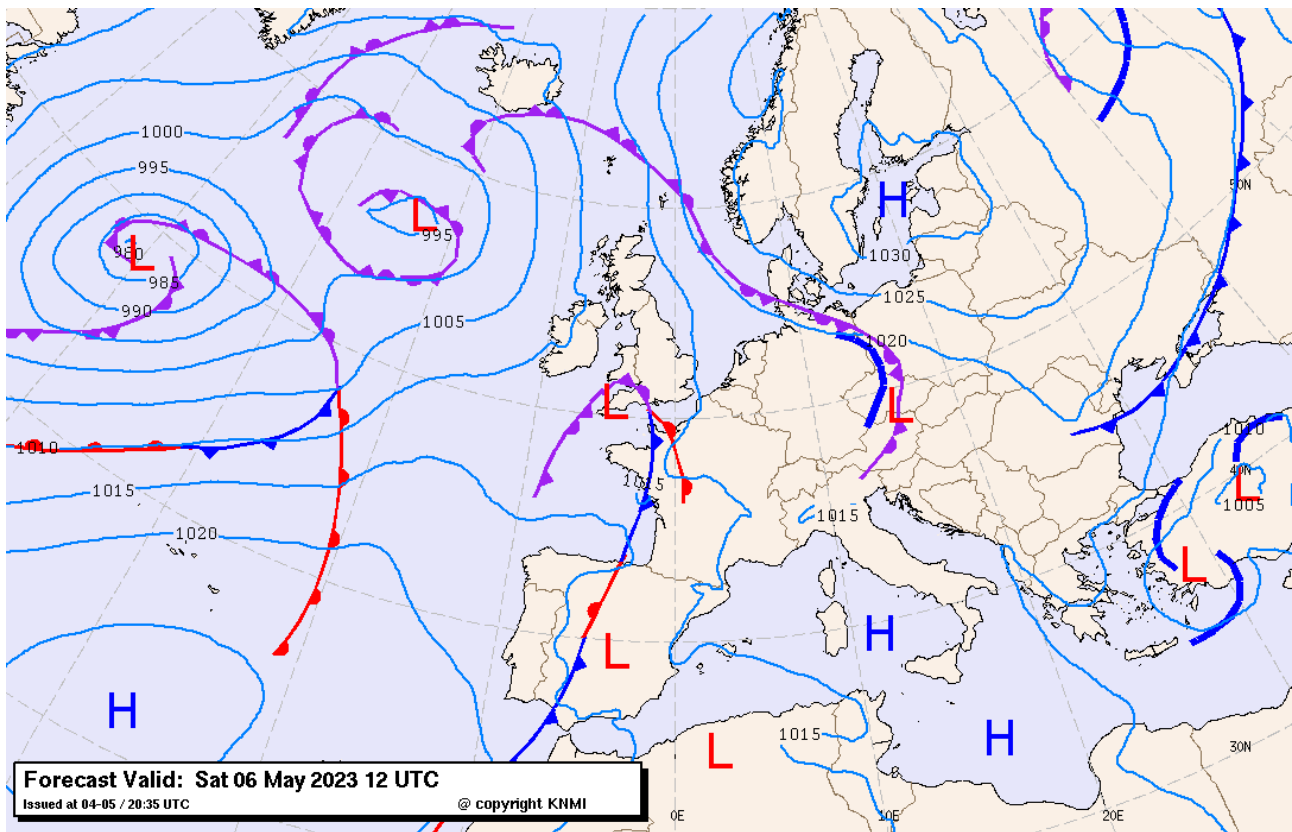 1000
995
50N
H
L
995
L
980
1030
985
1025
990
1005
1020
L
L
1010
1010
40N
L
1015
1015
1005
1015
1020
L
H
L
H
H
L
1015
30N
Forecast Valid: Sat 06 May 2023 12 UTC
Issued at 04-05 / 20:35 UTC
@ copyright KNMI
0E
10E
20E